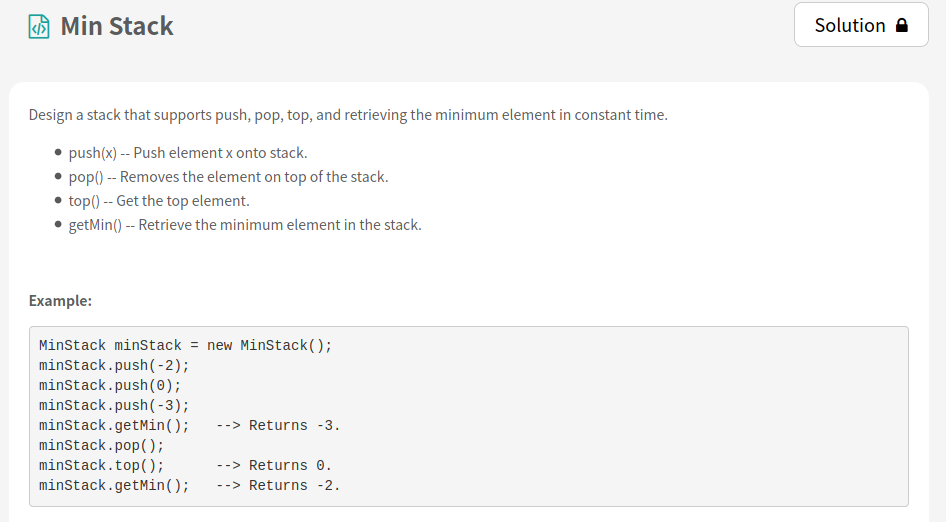 Min Stack
Solution
Design a stack that supports push, pop, top, and retrieving the minimum element in constant time.
push(x) -- Push element x onto stack.
pop() -- Removes the element on top of the stack.
top() -- Get the top element.
getMin() -- Retrieve the minimum element in the stack.
Example:
MinStack minStack = new MinStack();
minStack.push(-2);
minStack.push(0);
minStack.push(-3);
minStack.getMin();   --> Returns -3.
minStack.pop();
minStack.top();      --> Returns 0.
minStack.getMin();   --> Returns -2.